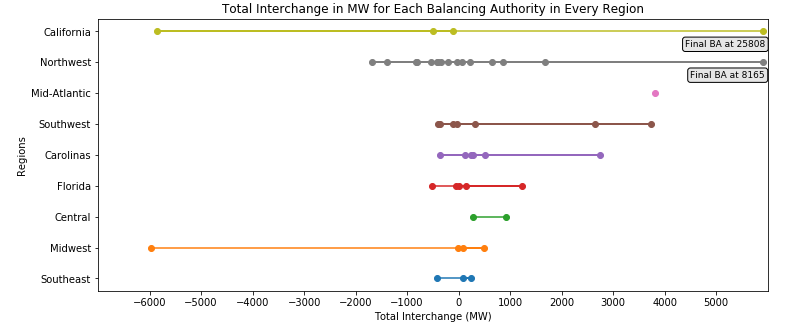 Total Interchange in MW for Each Balancing Authority in Every Region
California
Final BA at 25808
Northwest
Final BA at 8165
Mid-Atlantic
Southwest
Carolinas
Florida
Central
Midwest
Southeast
Regions
−6000 −5000 −4000 −3000 −2000 −1000 0 1000 2000 3000 4000 5000
Total Interchange (MW)